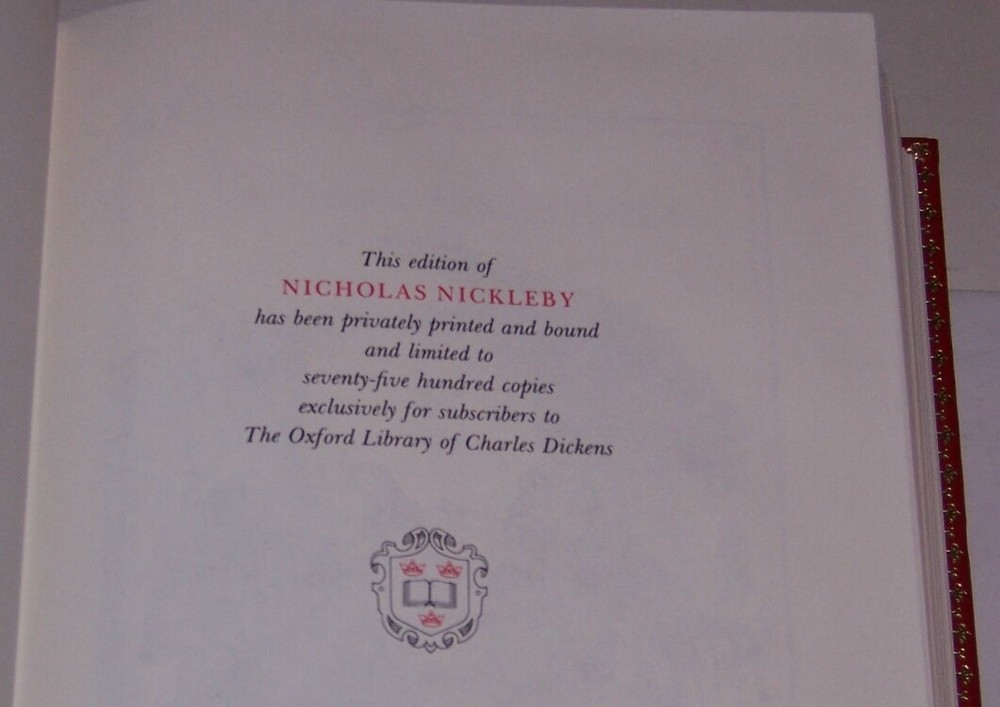 This edition of
NICHOLAS NICKLEBY
has been privately printed and bound
and limited to
seventy-five hundred copies
exclusively for subscribers to
The Oxford Library of Charles Dickens